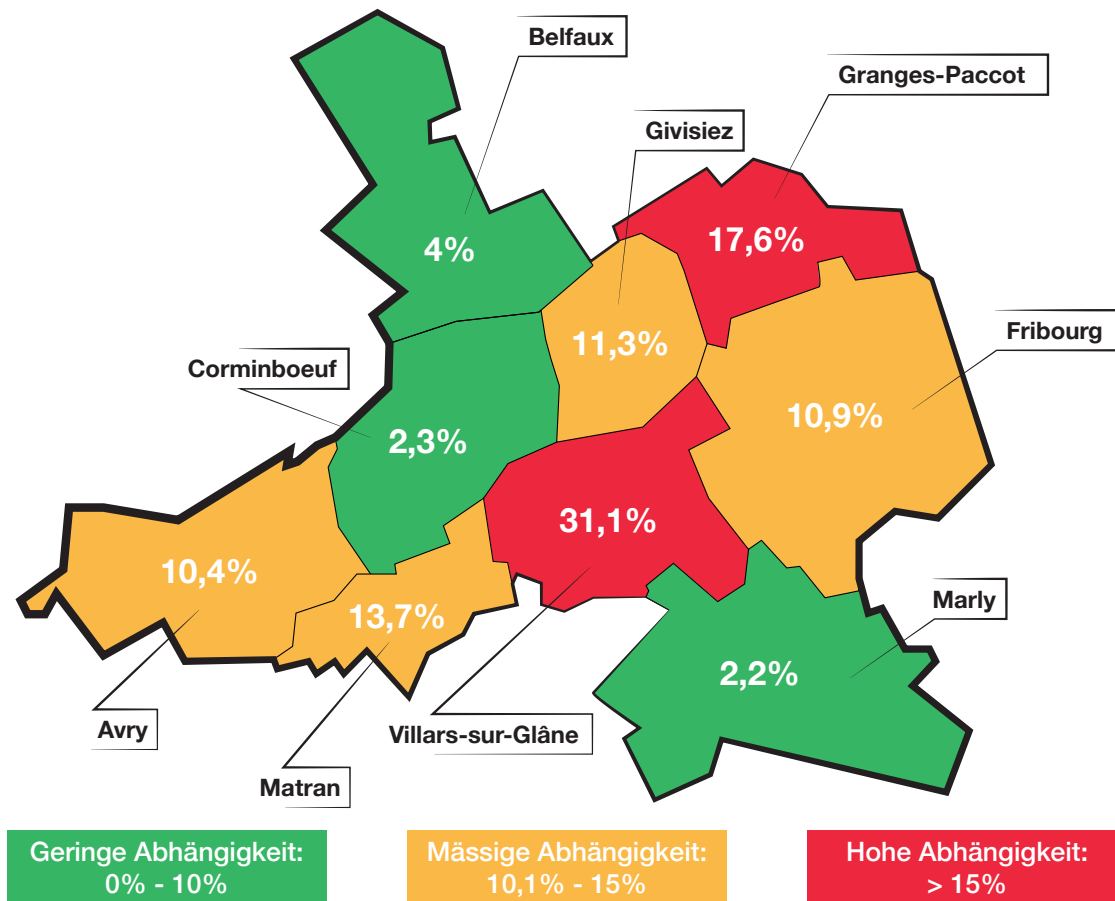 Belfaux
Granges-Paccot
Givisiez
17,6%
4%
Fribourg
11,3%
Corminboeuf
10,9%
2,3%
31,1%
10,4%
Marly
13,7%
2,2%
Avry
Villars-sur-Glâne
Matran
Geringe Abhängigkeit:
0% - 10%
Mässige Abhängigkeit:
10,1% - 15%
Hohe Abhängigkeit:
> 15%